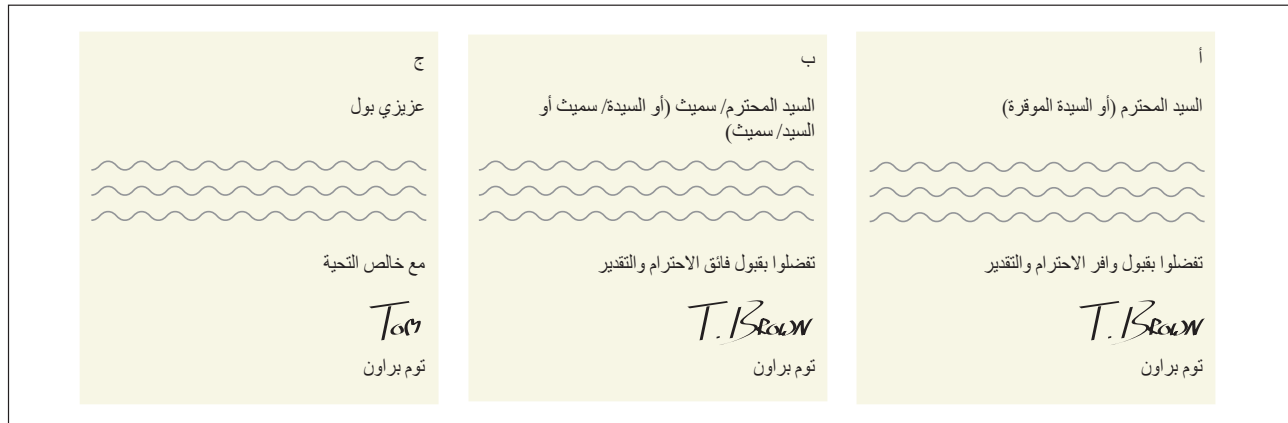 أ
السيد المحترم (أو السيدة الموقرة)
تفضلوا بقبول وافر الاحترام والتقدير
T. BROWN
توم براون
ب
السيد المحترم/ سميث (أو السيدة/ سميث أو
السيد/ سميث)
تفضلوا بقبول فائق الاحترام والتقدير
T. BROWN
توم براون
ج
عزيزي بول
مع خالص التحية
TOM
توم براون